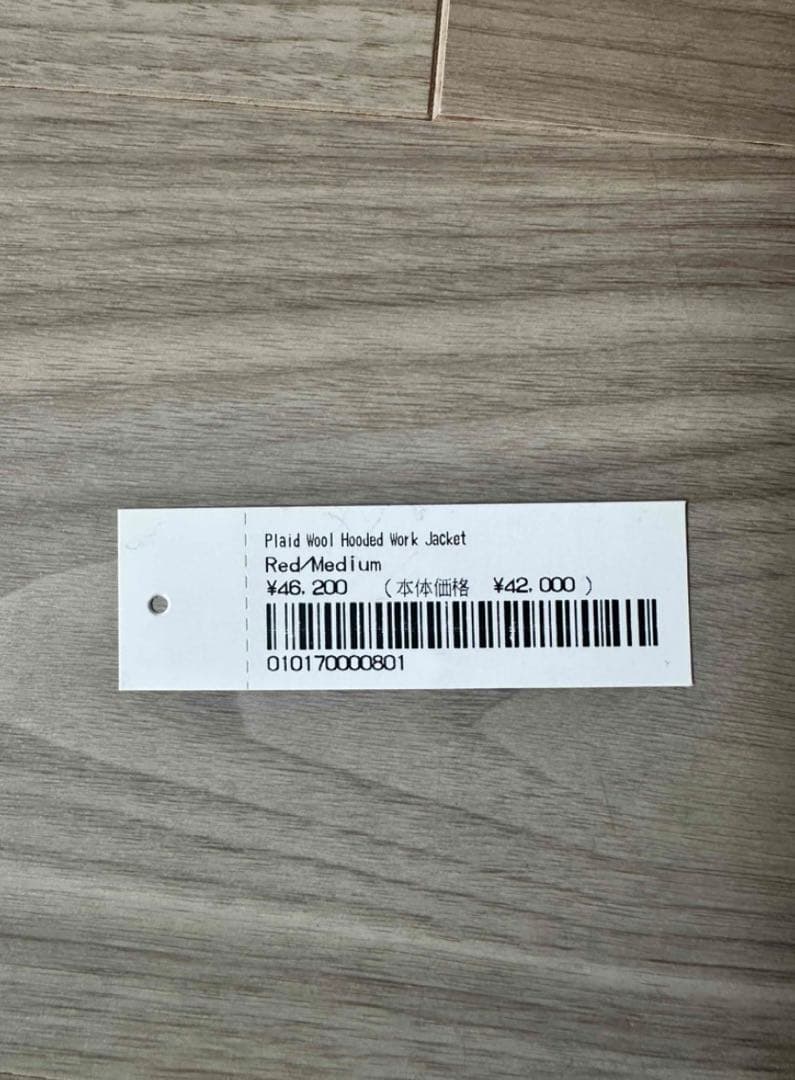 Plaid Wool Hooded Work Jacket
Red/Medium
¥46,200 (本体価格 ¥42,000 )
010170000801